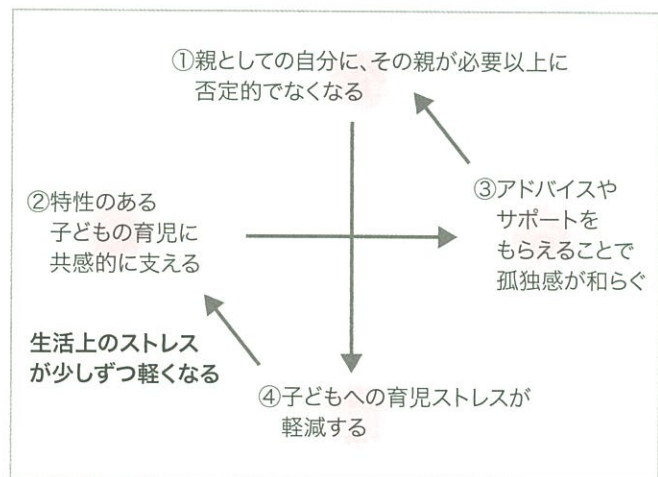 ①親としての自分に、その親が必要以上に
否定的でなくなる
②特性のある
子どもの育児に
共感的に支える
③アドバイスや
サポートを
もらえることで
孤独感が和らぐ
生活上のストレス
が少しずつ軽くなる
④子どもへの育児ストレスが
軽減する